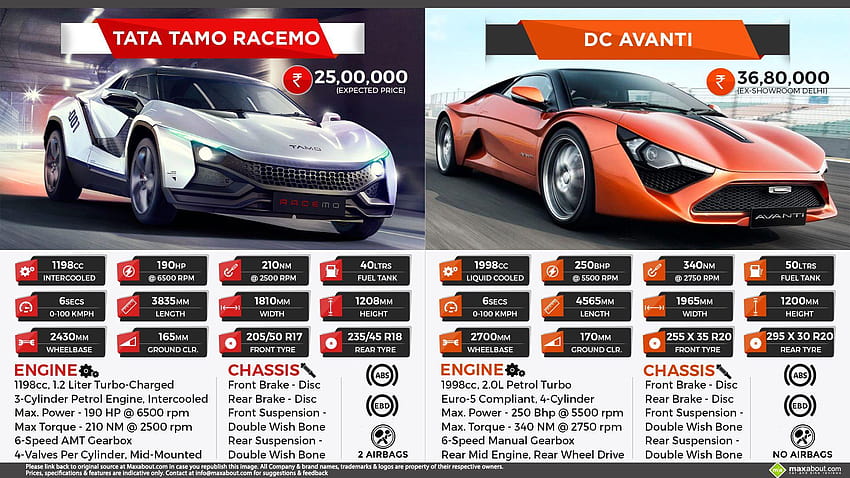 TATA TAMO RACEMO
₹ 25,00,000
(EXPECTED PRICE)
001
TAMO
RACEMO
1198CC
INTERCOOLED
190HP
@ 6500 RPM
210NM
@ 2500 RPM
40LTRS
FUEL TANK
6SECS
0-100 KMPH
3835MM
LENGTH
1810MM
WIDTH
1208MM
HEIGHT
2430MM
WHEELBASE
165MM
GROUND CLR.
205/50 R17
FRONT TYRE
235/45 R18
REAR TYRE
ENGINE
1198cc, 1.2 Liter Turbo-Charged
3-Cylinder Petrol Engine, Intercooled
Max. Power - 190 HP @ 6500 rpm
Max Torque - 210 NM @ 2500 rpm
6-Speed AMT Gearbox
4-Valves Per Cylinder, Mid-Mounted
CHASSIS
Front Brake - Disc
Rear Brake - Disc
Front Suspension -
Double Wish Bone
Rear Suspension -
Double Wish Bone
ABS
EBD
2 AIRBAGS
DC AVANTI
₹ 36,80,000
(EX-SHOWROOM DELHI)
AVANTI
1998CC
LIQUID COOLED
250BHP
@ 5500 RPM
340NM
@ 2750 RPM
50LTRS
FUEL TANK
6SECS
0-100 KMPH
4565MM
LENGTH
1965MM
WIDTH
1200MM
HEIGHT
2700MM
WHEELBASE
170MM
GROUND CLR.
255 X 35 R20
FRONT TYRE
295 X 30 R20
REAR TYRE
ENGINE
1998cc, 2.0L Petrol Turbo
Euro-5 Compliant, 4-Cylinder
Max. Power - 250 Bhp @ 5500 rpm
Max. Torque - 340 NM @ 2750 rpm
6-Speed Manual Gearbox
Rear Mid Engine, Rear Wheel Drive
CHASSIS
Front Brake - Disc
Rear Brake - Disc
Front Suspension -
Double Wish Bone
Rear Suspension -
Double Wish Bone
ABS
EBD
NO AIRBAGS
Please link back to original source at Maxabout.com in case you republish this image. All Company & brand names, trademarks & logos are property of their respective owners.
Prices, specifications & features are indicative only. Contact at info@maxabout.com for suggestions & feedback
ma maxabout.com
car and bike reviews